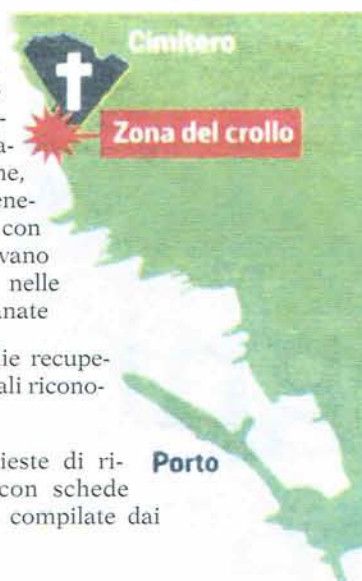 Cimitero
Zona del crollo
-
a-
ne,
ene-
con
vano
nelle
anate
ie recupe-
ali ricono-
ieste di ri-
con schede
compilate dai
Porto